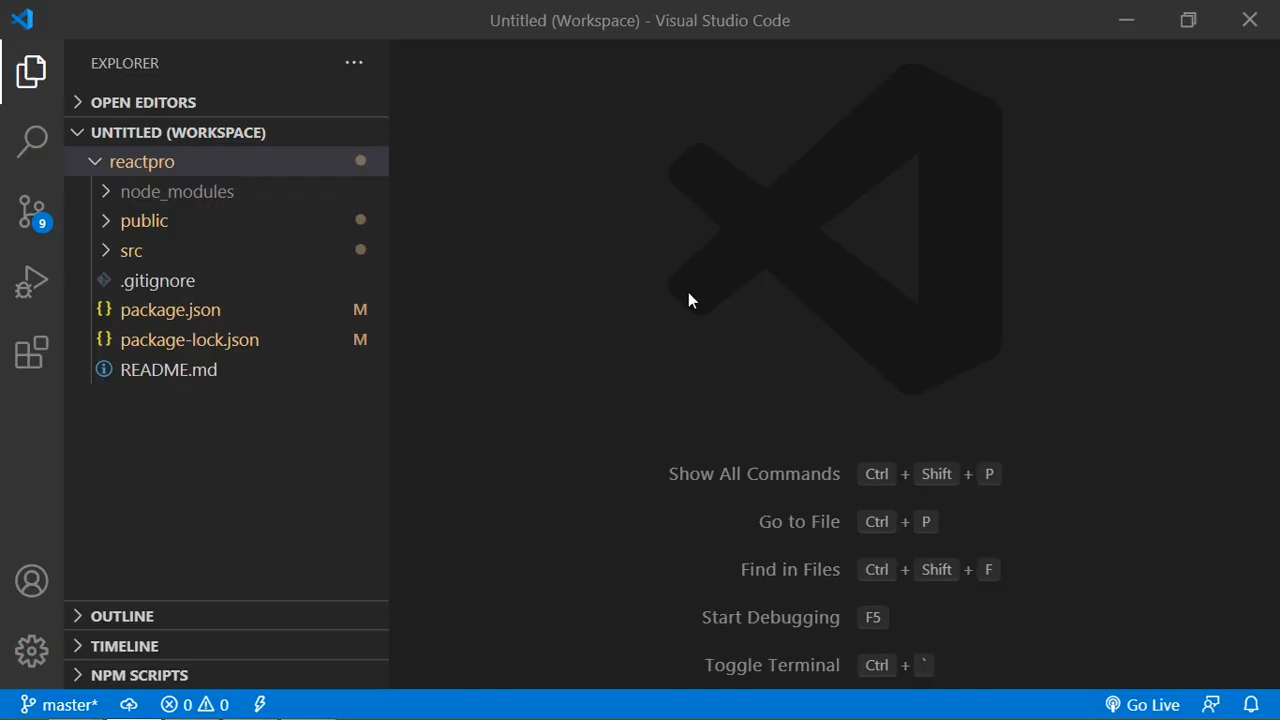 Untitled (Workspace) - Visual Studio Code
EXPLORER
OPEN EDITORS
UNTITLED (WORKSPACE)
reactpro
node_modules
public
src
.gitignore
{} package.json M
{} package-lock.json M
README.md
9
Show All Commands Ctrl + Shift + P
Go to File Ctrl + P
Find in Files Ctrl + Shift + F
Start Debugging F5
Toggle Terminal Ctrl + `
OUTLINE
TIMELINE
NPM SCRIPTS
master* 0 0 Go Live